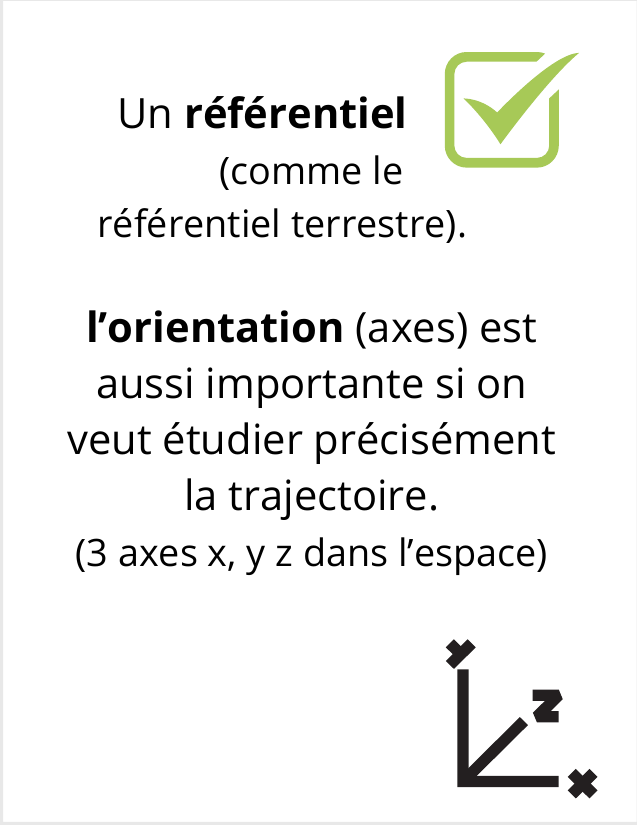 Un référentiel
(comme le
référentiel terrestre).
l’orientation (axes) est
aussi importante si on
veut étudier précisément
la trajectoire.
(3 axes x, y z dans l’espace)
y
z
x